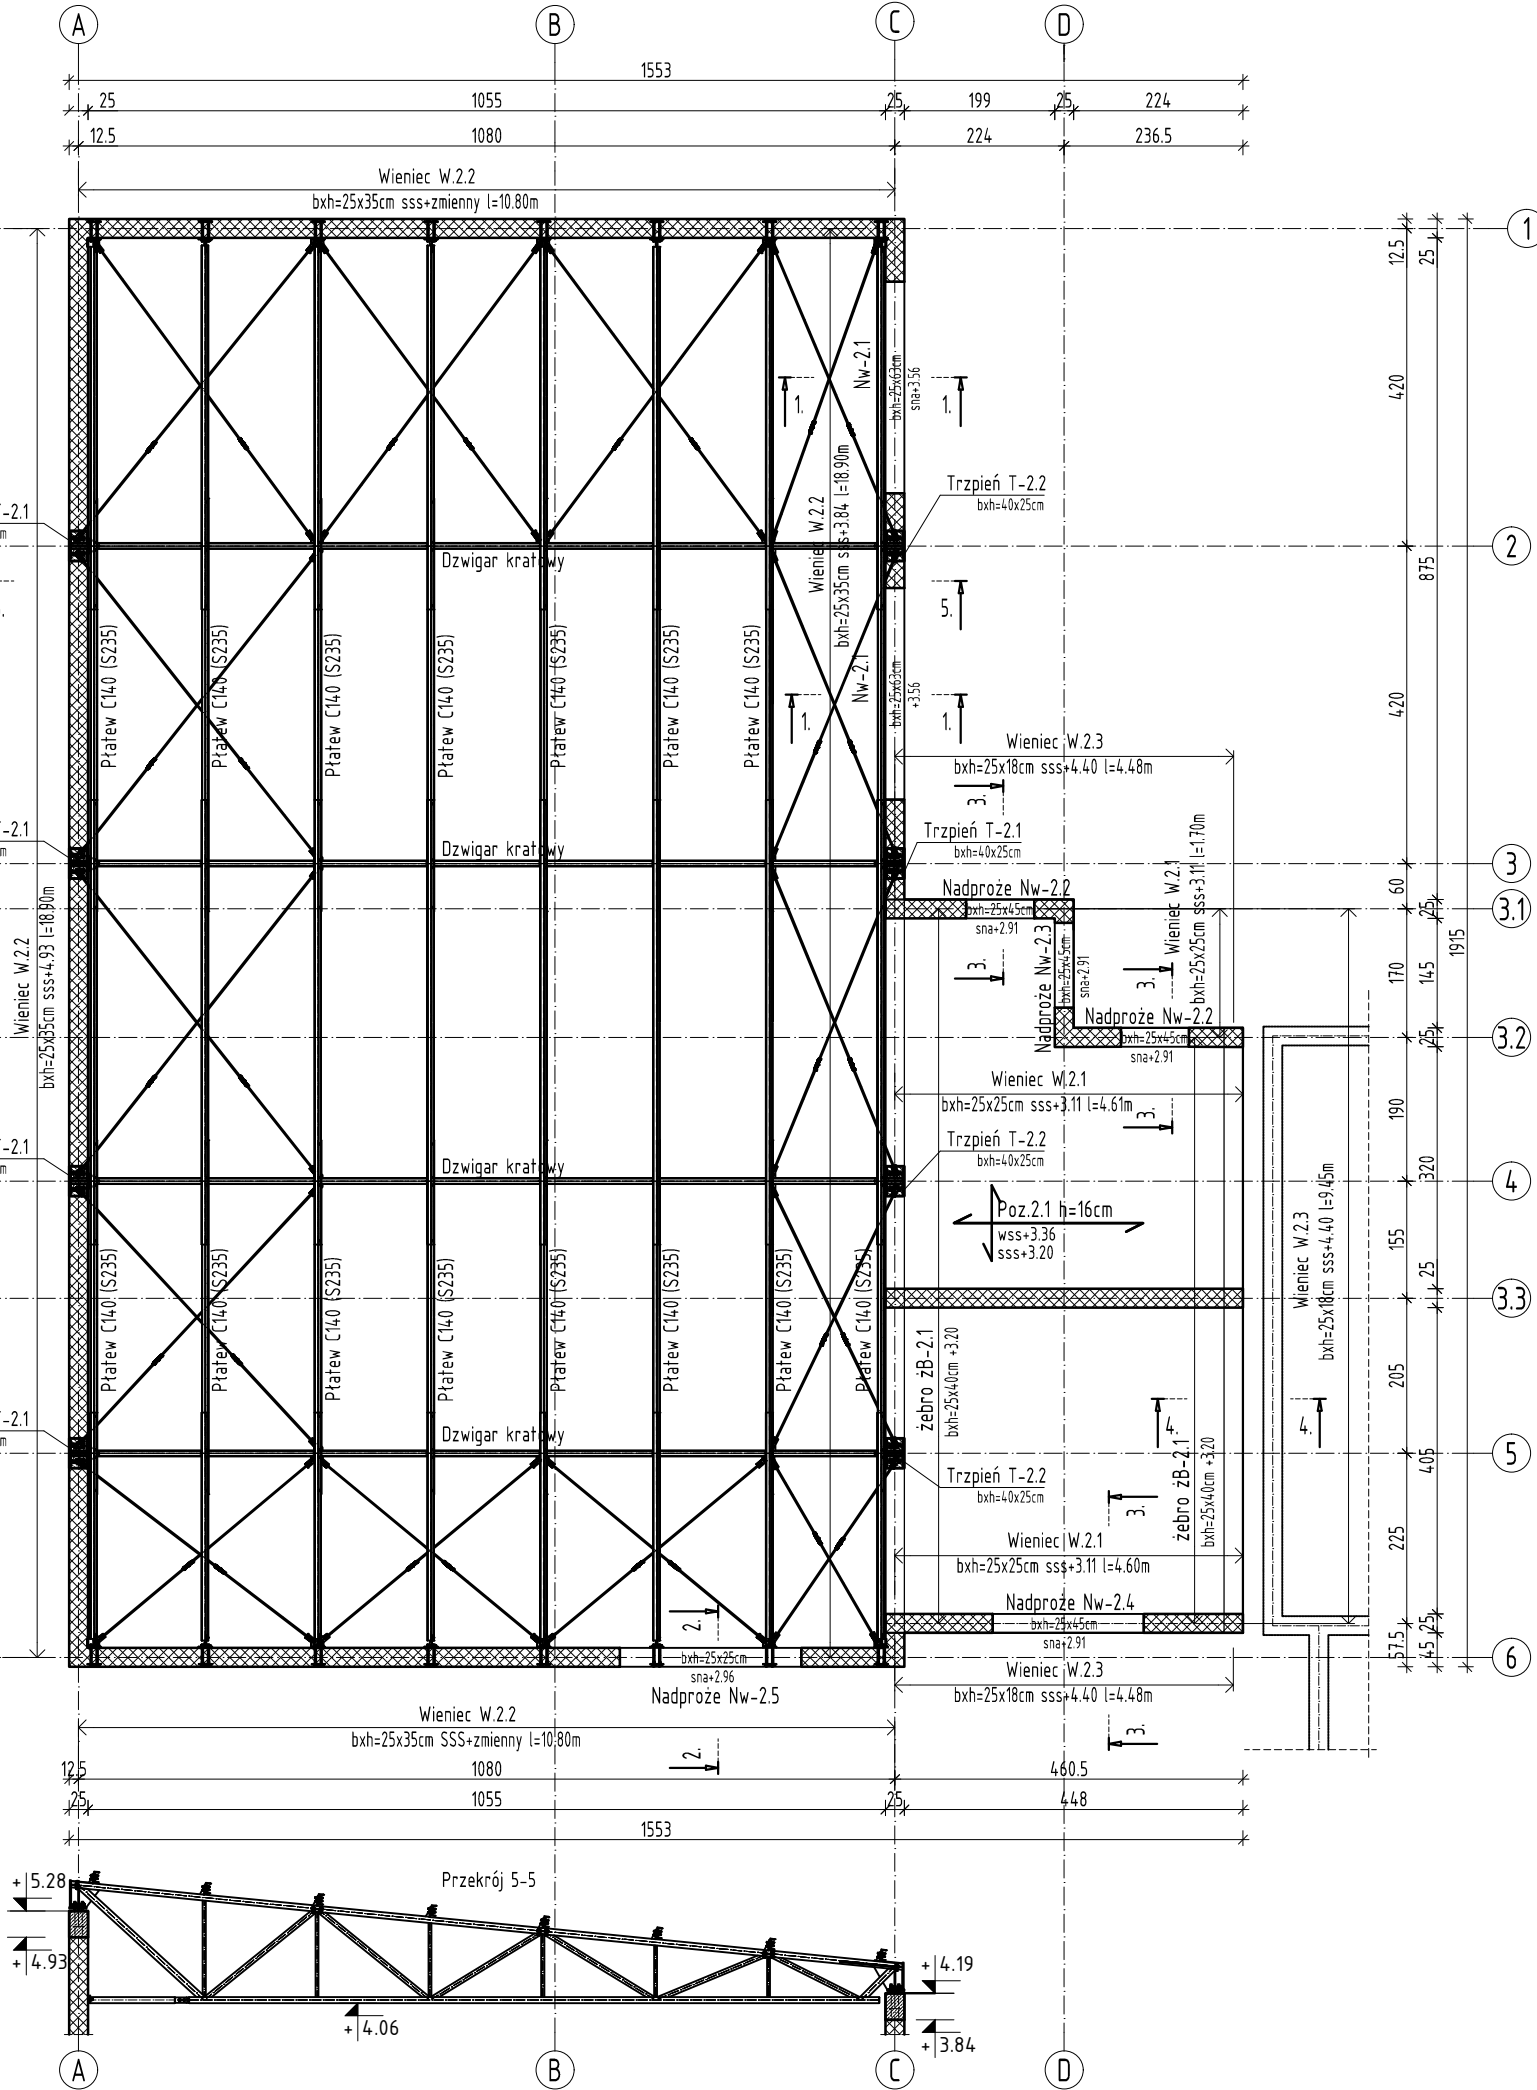 A
B
C
D
1553
25
1055
25
199
25
224
12.5
1080
224
236.5
Wieniec W.2.2
bxh=25x35cm sss+zmienny l=10.80m
1
12.5
25
420
Nw-2.1
bxh=25x63cm
sna+3.56
1.
1.
Wieniec W.2.2
bxh=25x35cm sss+3.84 l=18.90m
Trzpień T-2.2
bxh=40x25cm
T-2.1
m
2
Dzwigar kratowy
875
5.
Płatew C140 (S235)
Płatew C140 (S235)
Płatew C140 (S235)
Płatew C140 (S235)
Płatew C140 (S235)
Płatew C140 (S235)
Płatew C140 (S235)
Nw-2.1
bxh=25x63cm
+3.56
1.
1.
420
Wieniec W.2.3
bxh=25x18cm sss+4.40 l=4.48m
3.
Trzpień T-2.1
bxh=40x25cm
T-2.1
m
Dzwigar kratowy
3
60
Nadproże Nw-2.2
bxh=25x45cm
sna+2.91
25
3.1
Wieniec W.2.1
bxh=25x25cm sss+3.11 l=1.70m
Wieniec W.2.2
bxh=25x35cm sss+4.93 l=18.90m
3.
Nadproże Nw-2.3
bxh=25x45cm
sna+2.91
3.
170
145
1915
Nadproże Nw-2.2
bxh=25x45cm
sna+2.91
25
3.2
Wieniec W.2.1
bxh=25x25cm sss+3.11 l=4.61m
3.
190
Trzpień T-2.2
bxh=40x25cm
T-2.1
m
Dzwigar kratowy
320
4
Poz.2.1 h=16cm
wss+3.36
sss+3.20
155
25
Wieniec W.2.3
bxh=25x18cm sss+4.40 l=9.45m
3.3
Płatew C140 (S235)
Płatew C140 (S235)
Płatew C140 (S235)
Płatew C140 (S235)
Płatew C140 (S235)
Płatew C140 (S235)
Płatew C140 (S235)
Płatew C140 (S235)
żebro żB-2.1
bxh=25x40cm +3.20
205
4.
4.
T-2.1
m
Dzwigar kratowy
405
5
Trzpień T-2.2
bxh=40x25cm
żebro żB-2.1
bxh=25x40cm +3.20
3.
225
Wieniec W.2.1
bxh=25x25cm sss+3.11 l=4.60m
Nadproże Nw-2.4
bxh=25x45cm
sna+2.91
2.
25
57.5
45
6
bxh=25x25cm
sna+2.96
Nadproże Nw-2.5
Wieniec W.2.3
bxh=25x18cm sss+4.40 l=4.48m
3.
Wieniec W.2.2
bxh=25x35cm SSS+zmienny l=10.80m
2.
12.5
1080
460.5
25
1055
25
448
1553
Przekrój 5-5
+ 5.28
+ 4.93
+ 4.06
+ 4.19
+ 3.84
A
B
C
D